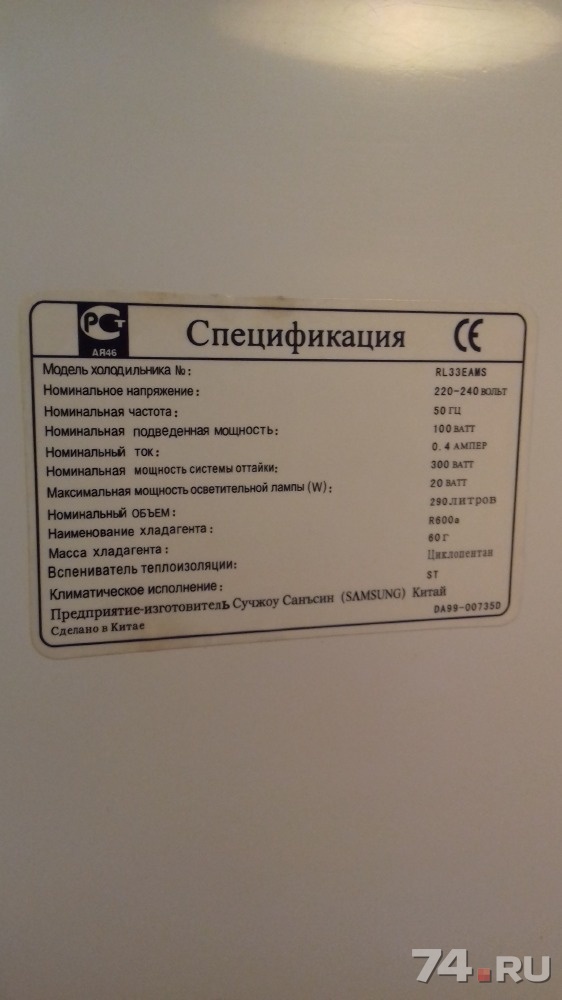 РСТ
АЯ46
Спецификация
CE
Модель холодильника №: RL33EAMS
Номинальное напряжение: 220-240 ВОЛЬТ
Номинальная частота: 50 ГЦ
Номинальная подведенная мощность: 100 ВАТТ
Номинальный ток: 0.4 АМПЕР
Номинальная мощность системы оттайки: 300 ВАТТ
Максимальная мощность осветительной лампы (W): 20 ВАТТ
Номинальный ОБЪЕМ: 290 ЛИТРОВ
Наименование хладагента: R600a
Масса хладагента: 60 Г
Вспениватель теплоизоляции: Циклопентан
Климатическое исполнение: ST
Предприятие-изготовитель Сучжоу Санъсин (SAMSUNG) Китай
Сделано в Китае DA99-00735D
74.RU